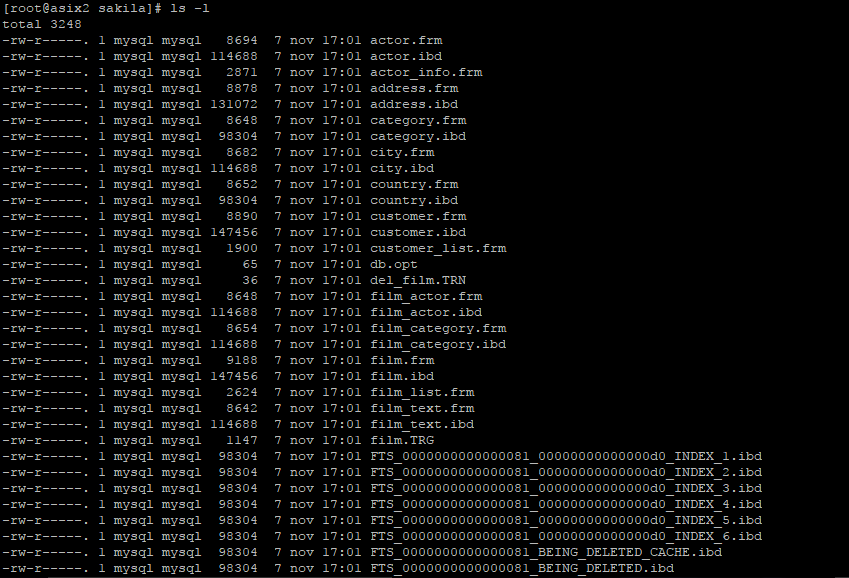 [root@asix2 sakila]# ls -l
total 3248
-rw-r-----. 1 mysql mysql   8694  7 nov 17:01 actor.frm
-rw-r-----. 1 mysql mysql 114688  7 nov 17:01 actor.ibd
-rw-r-----. 1 mysql mysql   2871  7 nov 17:01 actor_info.frm
-rw-r-----. 1 mysql mysql   8878  7 nov 17:01 address.frm
-rw-r-----. 1 mysql mysql 131072  7 nov 17:01 address.ibd
-rw-r-----. 1 mysql mysql   8648  7 nov 17:01 category.frm
-rw-r-----. 1 mysql mysql  98304  7 nov 17:01 category.ibd
-rw-r-----. 1 mysql mysql   8682  7 nov 17:01 city.frm
-rw-r-----. 1 mysql mysql 114688  7 nov 17:01 city.ibd
-rw-r-----. 1 mysql mysql   8652  7 nov 17:01 country.frm
-rw-r-----. 1 mysql mysql  98304  7 nov 17:01 country.ibd
-rw-r-----. 1 mysql mysql   8890  7 nov 17:01 customer.frm
-rw-r-----. 1 mysql mysql 147456  7 nov 17:01 customer.ibd
-rw-r-----. 1 mysql mysql   1900  7 nov 17:01 customer_list.frm
-rw-r-----. 1 mysql mysql     65  7 nov 17:01 db.opt
-rw-r-----. 1 mysql mysql     36  7 nov 17:01 del_film.TRN
-rw-r-----. 1 mysql mysql   8648  7 nov 17:01 film_actor.frm
-rw-r-----. 1 mysql mysql 114688  7 nov 17:01 film_actor.ibd
-rw-r-----. 1 mysql mysql   8654  7 nov 17:01 film_category.frm
-rw-r-----. 1 mysql mysql 114688  7 nov 17:01 film_category.ibd
-rw-r-----. 1 mysql mysql   9188  7 nov 17:01 film.frm
-rw-r-----. 1 mysql mysql 147456  7 nov 17:01 film.ibd
-rw-r-----. 1 mysql mysql   2624  7 nov 17:01 film_list.frm
-rw-r-----. 1 mysql mysql   8642  7 nov 17:01 film_text.frm
-rw-r-----. 1 mysql mysql 114688  7 nov 17:01 film_text.ibd
-rw-r-----. 1 mysql mysql   1147  7 nov 17:01 film.TRG
-rw-r-----. 1 mysql mysql  98304  7 nov 17:01 FTS_0000000000000081_00000000000000d0_INDEX_1.ibd
-rw-r-----. 1 mysql mysql  98304  7 nov 17:01 FTS_0000000000000081_00000000000000d0_INDEX_2.ibd
-rw-r-----. 1 mysql mysql  98304  7 nov 17:01 FTS_0000000000000081_00000000000000d0_INDEX_3.ibd
-rw-r-----. 1 mysql mysql  98304  7 nov 17:01 FTS_0000000000000081_00000000000000d0_INDEX_4.ibd
-rw-r-----. 1 mysql mysql  98304  7 nov 17:01 FTS_0000000000000081_00000000000000d0_INDEX_5.ibd
-rw-r-----. 1 mysql mysql  98304  7 nov 17:01 FTS_0000000000000081_00000000000000d0_INDEX_6.ibd
-rw-r-----. 1 mysql mysql  98304  7 nov 17:01 FTS_0000000000000081_BEING_DELETED_CACHE.ibd
-rw-r-----. 1 mysql mysql  98304  7 nov 17:01 FTS_0000000000000081_BEING_DELETED.ibd